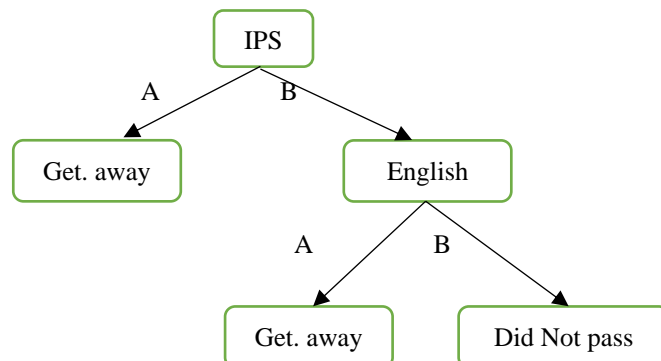 IPS
A
B
Get. away
English
A
B
Get. away
Did Not pass